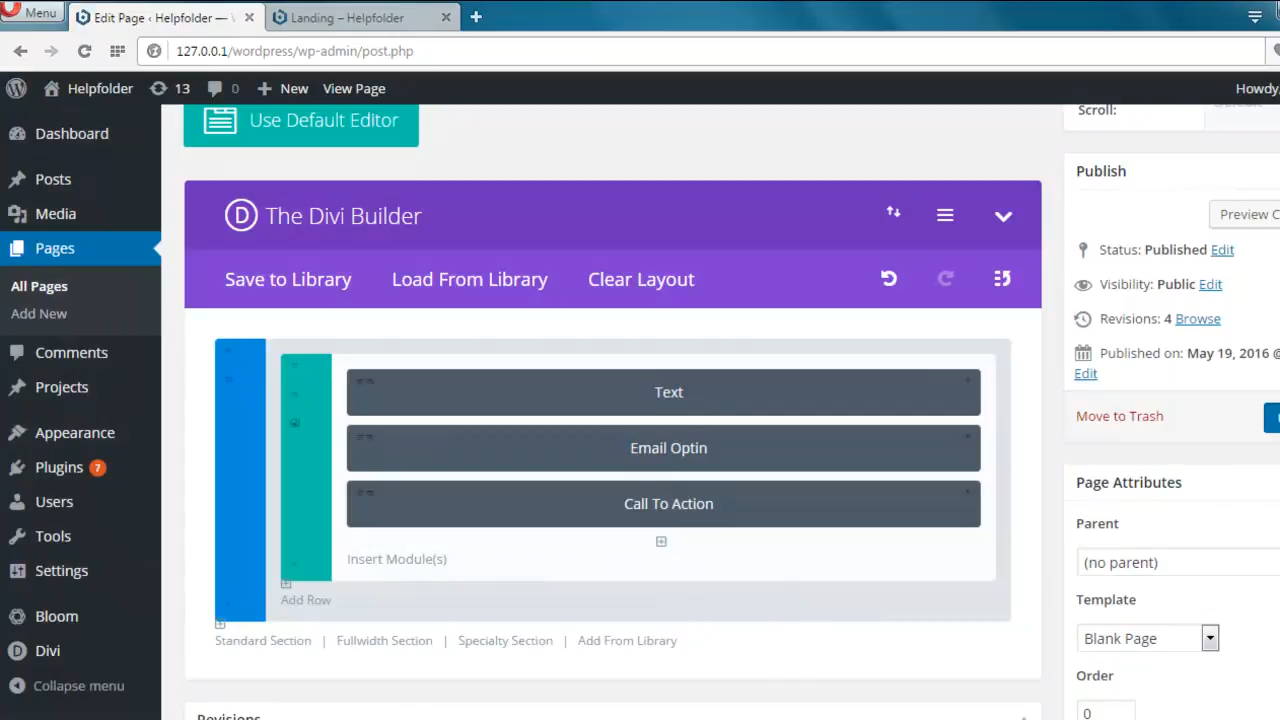 Menu
Edit Page ‹ Helpfolder —
Landing – Helpfolder
127.0.0.1/wordpress/wp-admin/post.php
Helpfolder
13
0
New
View Page
Howdy,
Dashboard
Posts
Media
Pages
All Pages
Add New
Comments
Projects
Appearance
Plugins 7
Users
Tools
Settings
Bloom
Divi
Collapse menu
Use Default Editor
D The Divi Builder
Save to Library
Load From Library
Clear Layout
Text
Email Optin
Call To Action
Insert Module(s)
Add Row
Standard Section | Fullwidth Section | Specialty Section | Add From Library
Revisions
Scroll:
Publish
Preview C
Status: Published Edit
Visibility: Public Edit
Revisions: 4 Browse
Published on: May 19, 2016 @
Edit
Move to Trash
Page Attributes
Parent
(no parent)
Template
Blank Page
Order
0